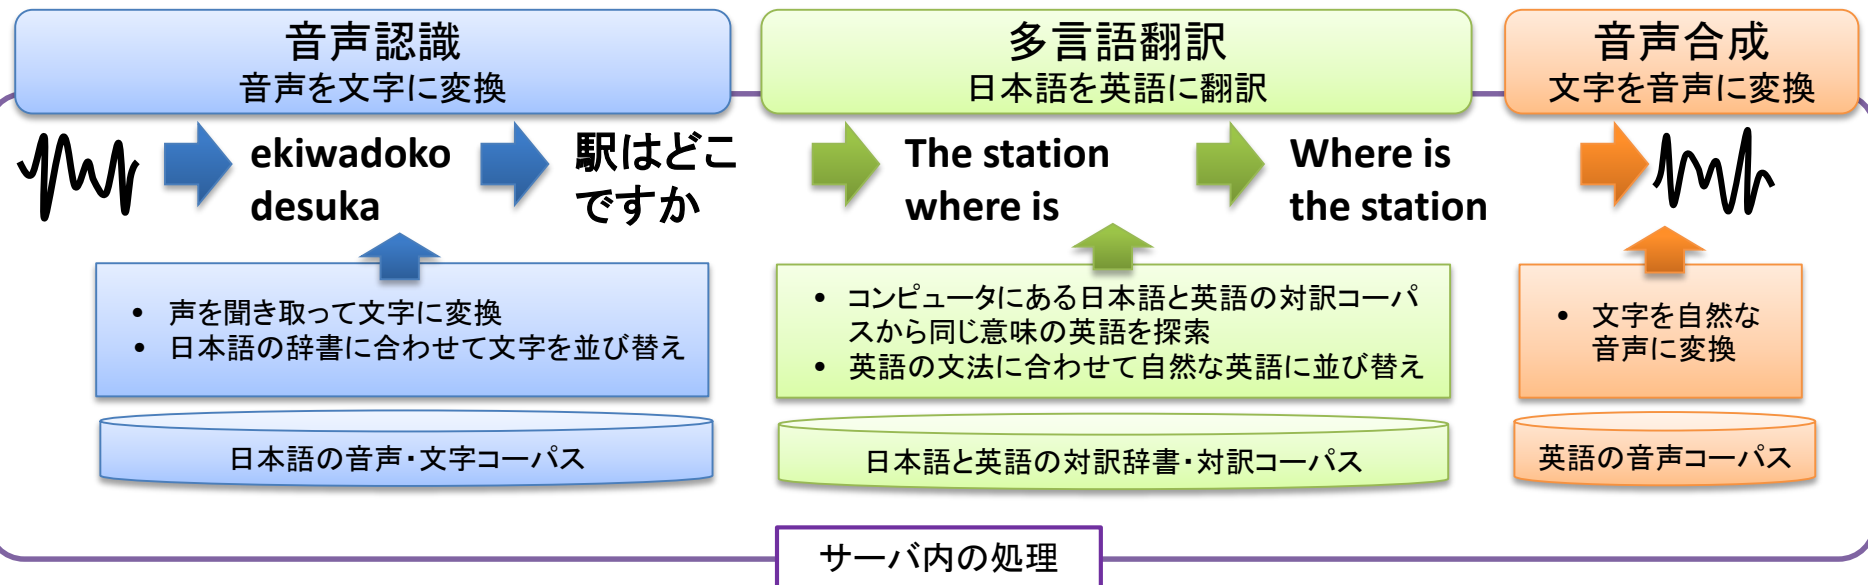 音声認識
音声を文字に変換
多言語翻訳
日本語を英語に翻訳
音声合成
文字を音声に変換
ekiwadoko
desuka
駅はどこ
ですか
The station
where is
Where is
the station
• 声を聞き取って文字に変換
• 日本語の辞書に合わせて文字を並び替え
• コンピュータにある日本語と英語の対訳コーパ
スから同じ意味の英語を探索
• 英語の文法に合わせて自然な英語に並び替え
• 文字を自然な
音声に変換
日本語の音声・文字コーパス
日本語と英語の対訳辞書・対訳コーパス
英語の音声コーパス
サーバ内の処理